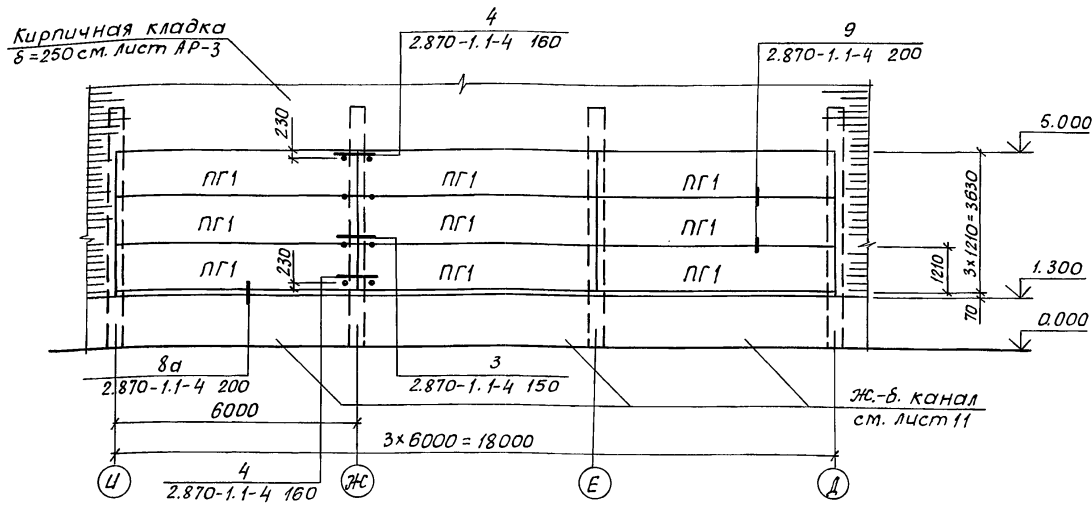 Кирпичная кладка
δ=250 см. лист АР-3
4
2.870-1.1-4 160
9
2.870-1.1-4 200
230
5.000
ПГ1
ПГ1
ПГ1
ПГ1
ПГ1
ПГ1
ПГ1
ПГ1
ПГ1
230
1210
3×1210=3630
70
1.300
0.000
8а
2.870-1.1-4 200
3
2.870-1.1-4 150
6000
Ж.-б. канал
см. лист 11
3×6000=18000
И
Ж
Е
Д
4
2.870-1.1-4 160